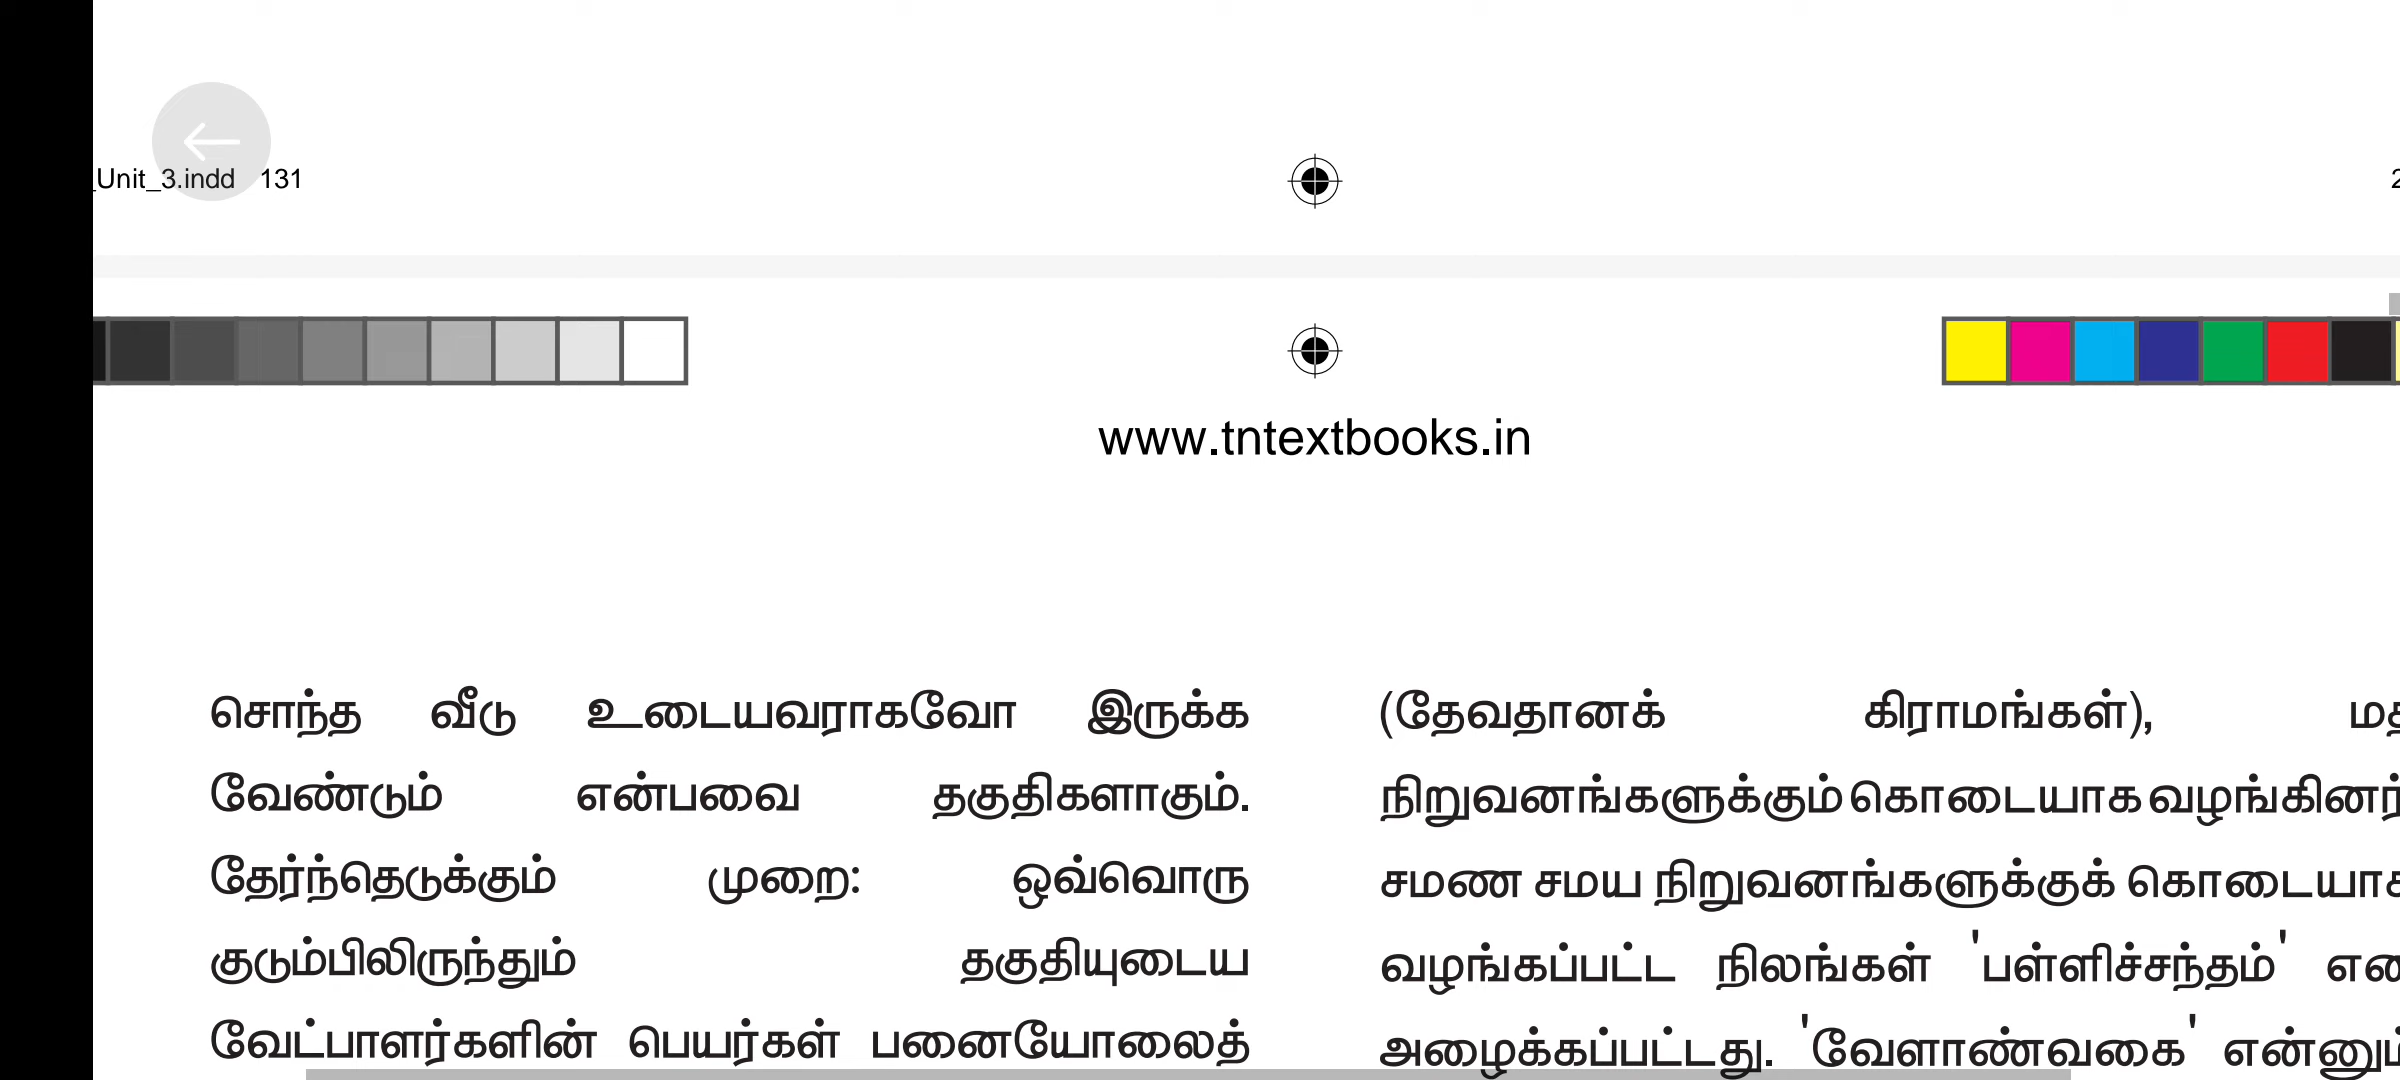 _Unit_3.indd 131
www.tntextbooks.in
சொந்த வீடு உடையவராகவோ இருக்க
வேண்டும் என்பவை தகுதிகளாகும்.
தேர்ந்தெடுக்கும் முறை: ஒவ்வொரு
குடும்பிலிருந்தும் தகுதியுடைய
வேட்பாளர்களின் பெயர்கள் பனையோலைத்
(தேவதானக் கிராமங்கள்),
நிறுவனங்களுக்கும் கொடையாக வழங்கினர்
சமண சமய நிறுவனங்களுக்குக் கொடையாக
வழங்கப்பட்ட நிலங்கள் 'பள்ளிச்சந்தம்'
அழைக்கப்பட்டது. 'வேளாண்வகை' என்னும்